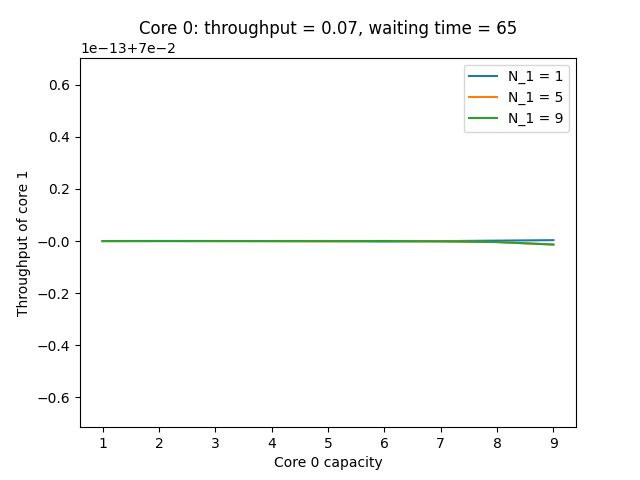 Core 0: throughput = 0.07, waiting time = 65
1e−13+7e−2
N_1 = 1
N_1 = 5
N_1 = 9
0.6
0.4
0.2
−0.0
−0.2
−0.4
−0.6
Throughput of core 1
1 2 3 4 5 6 7 8 9
Core 0 capacity